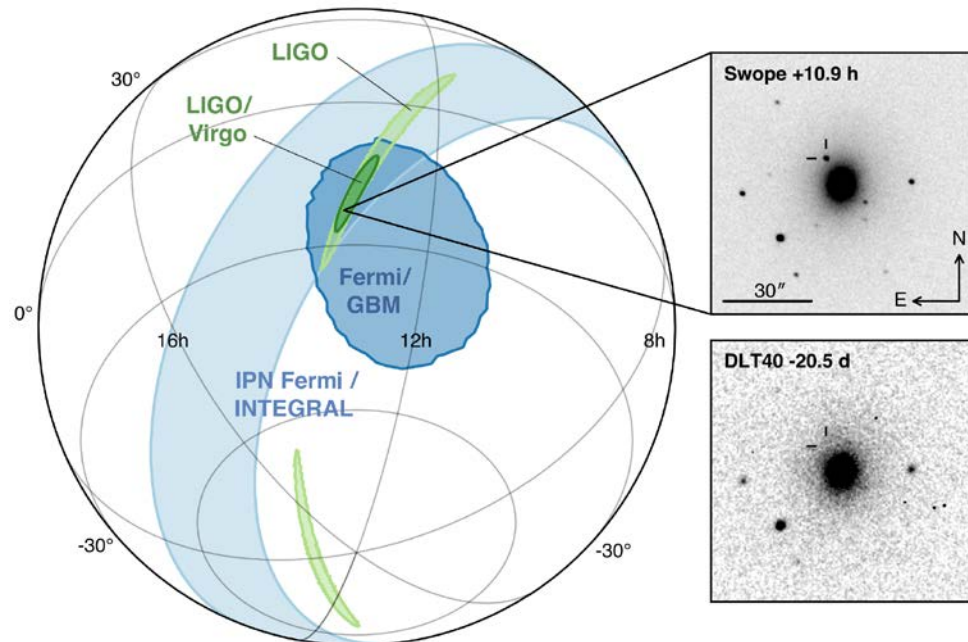 LIGO
30°
LIGO/
Virgo
Fermi/
GBM
0°
16h
12h
8h
IPN Fermi /
INTEGRAL
-30°
-30°
Swope +10.9 h
N
E
30"
DLT40 -20.5 d